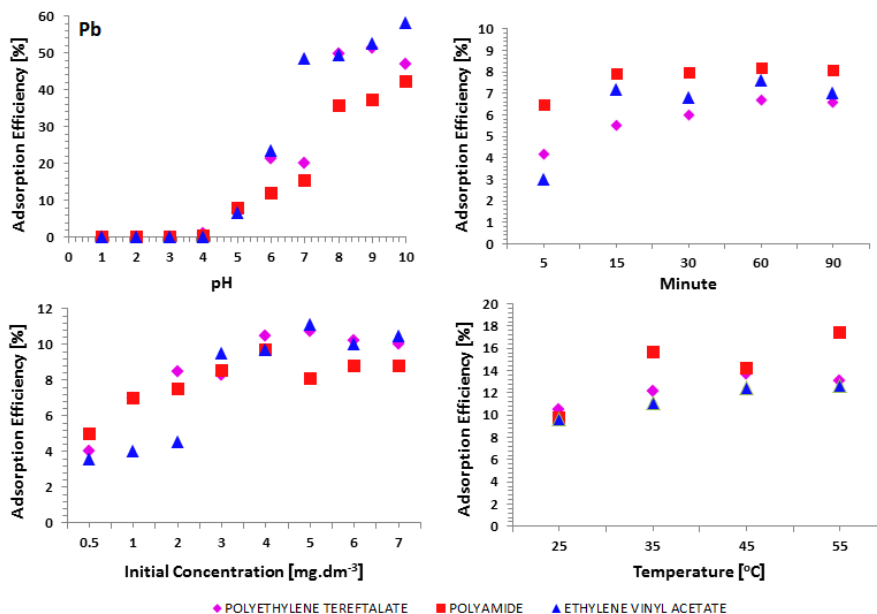 Pb
Adsorption Efficiency [%]
60
50
40
30
20
10
0
0 1 2 3 4 5 6 7 8 9 10
pH
Adsorption Efficiency [%]
10
9
8
7
6
5
4
3
2
1
0
5 15 30 60 90
Minute
Adsorption Efficiency [%]
12
10
8
6
4
2
0
0.5 1 2 3 4 5 6 7
Initial Concentration [mg.dm⁻³]
Adsorption Efficiency [%]
20
18
16
14
12
10
8
6
4
2
0
25 35 45 55
Temperature [°C]
POLYETHYLENE TEREFTALATE POLYAMIDE ETHYLENE VINYL ACETATE